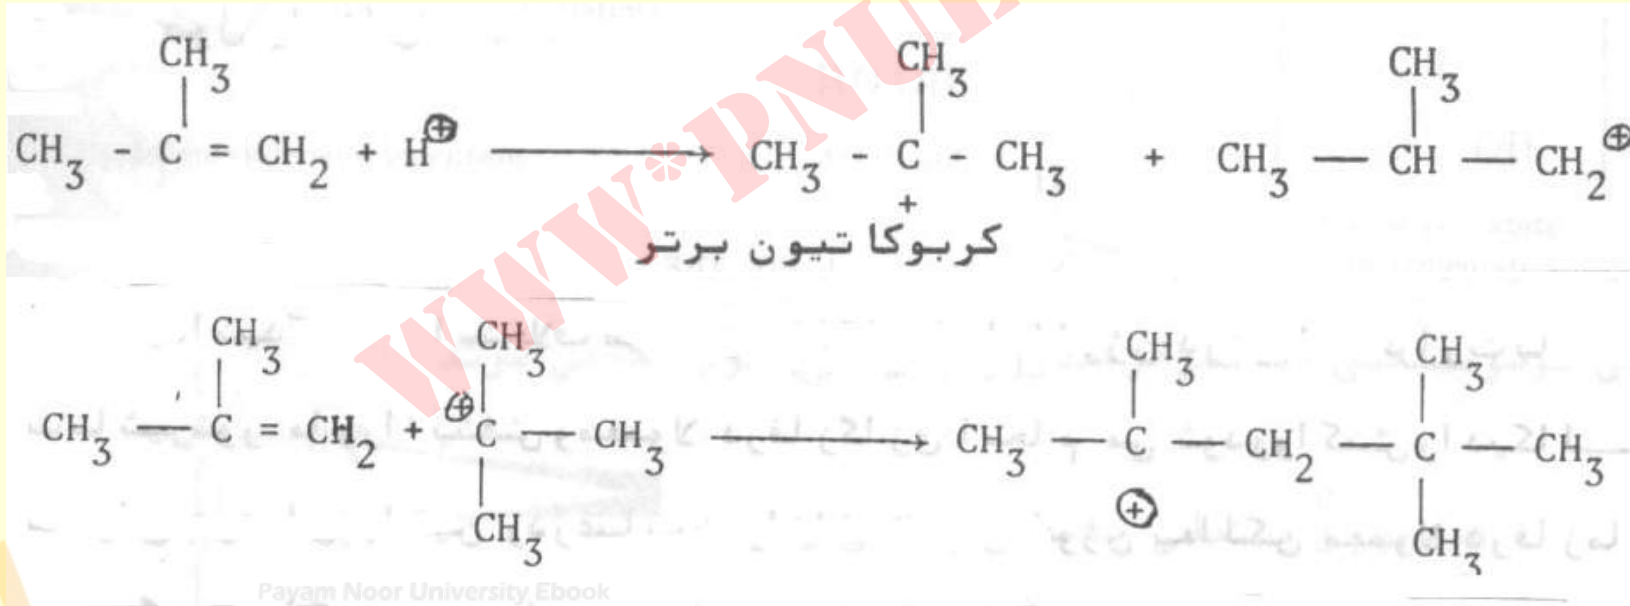 CH3 CH3 CH3
CH3 - C = CH2 + H⊕ ⟶ CH3 - C - CH3 + CH3 — CH — CH2⊕
+
کربوکاتیون برتر
WWW*PNU
CH3 CH3 CH3 CH3
CH3 — C = CH2 + ⊕C — CH3 ⟶ CH3 — C — CH2 — C — CH3
⊕
CH3 CH3
Payam Noor University Ebook